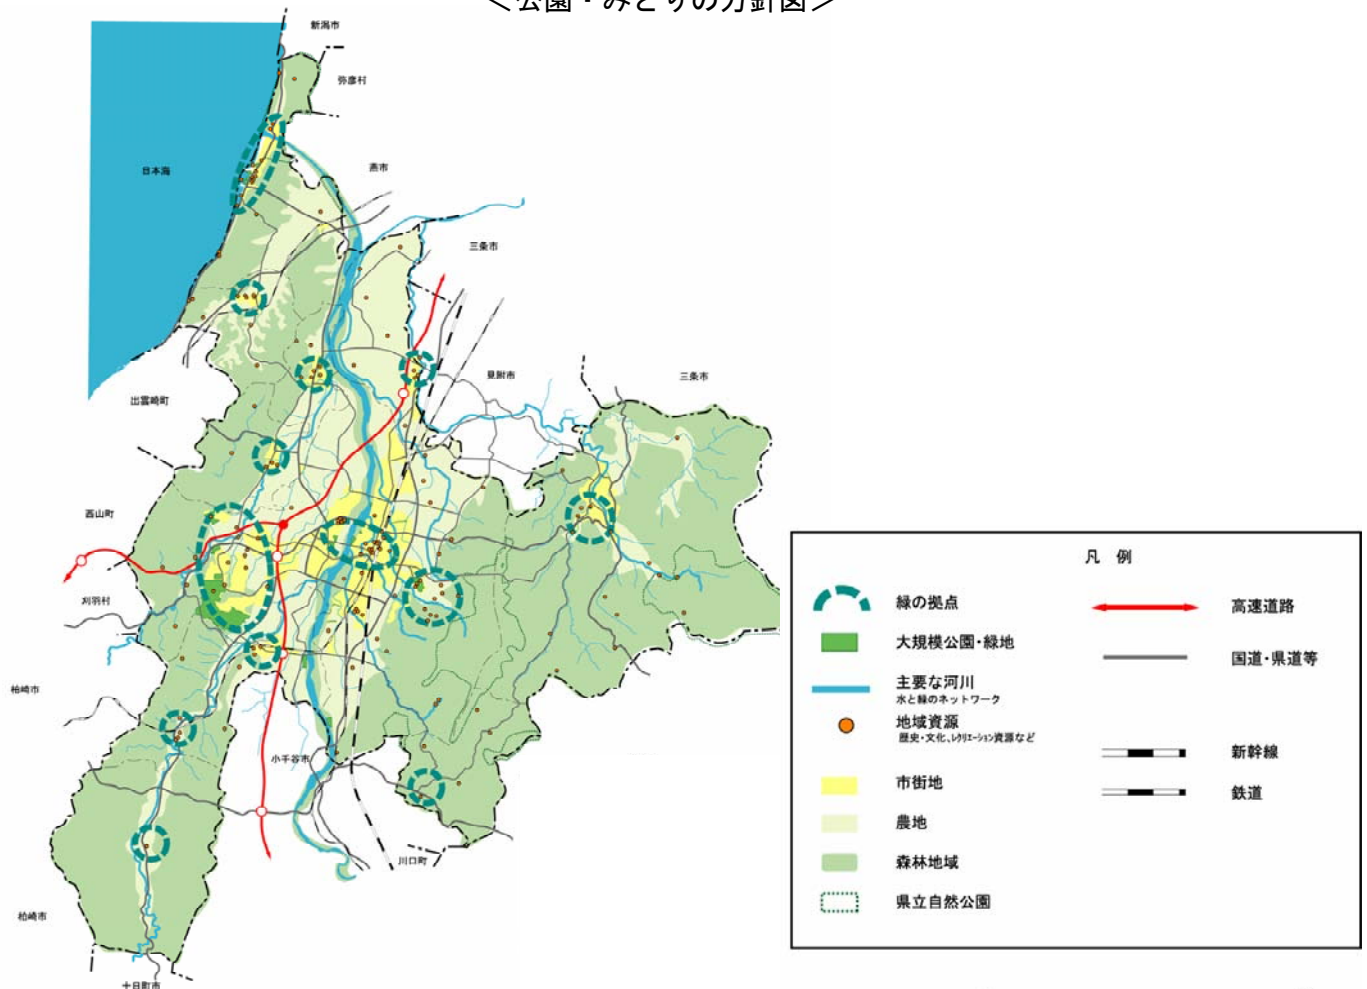 <公園・みどりの方針図>
新潟市
弥彦村
日本海
燕市
三条市
見附市
三条市
出雲崎町
西山町
刈羽村
柏崎市
小千谷市
川口町
柏崎市
十日町市
凡 例
緑の拠点
大規模公園・緑地
主要な河川
水と緑のネットワーク
地域資源
歴史・文化、レクリエーション資源など
市街地
農地
森林地域
県立自然公園
高速道路
国道・県道等
新幹線
鉄道